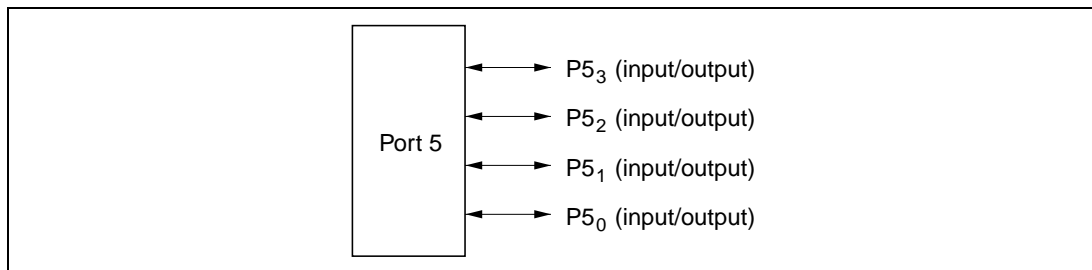 P5₃ (input/output)
P5₂ (input/output)
Port 5
P5₁ (input/output)
P5₀ (input/output)